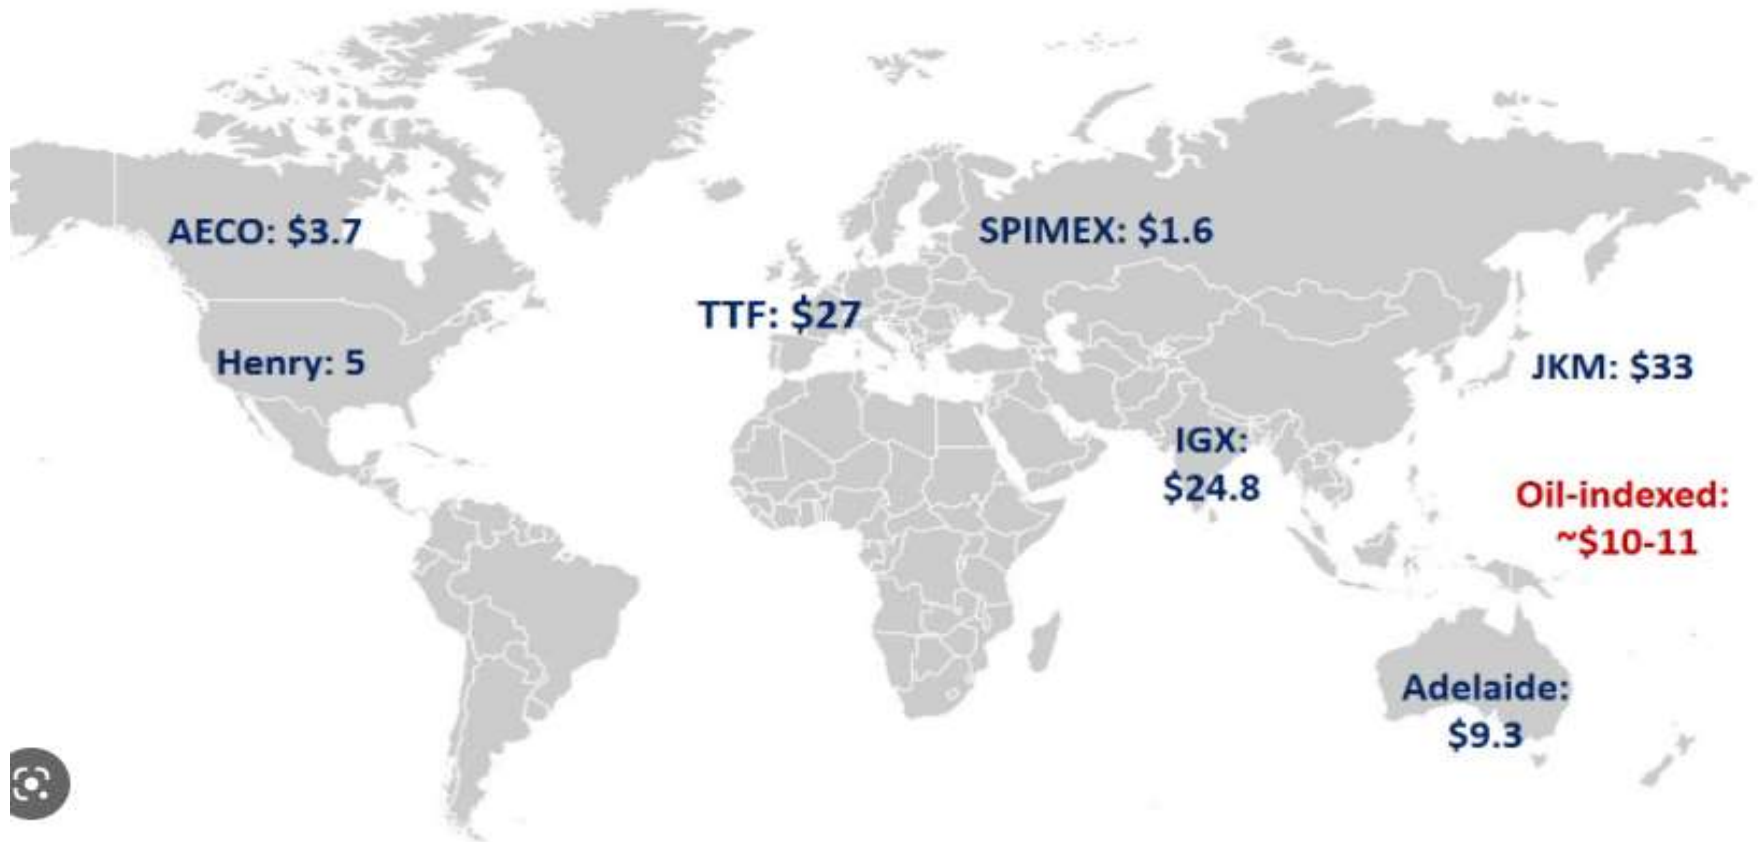 AECO: $3.7
SPIMEX: $1.6
TTF: $27
Henry: 5
JKM: $33
IGX:
$24.8
Oil-indexed:
~$10-11
Adelaide:
$9.3